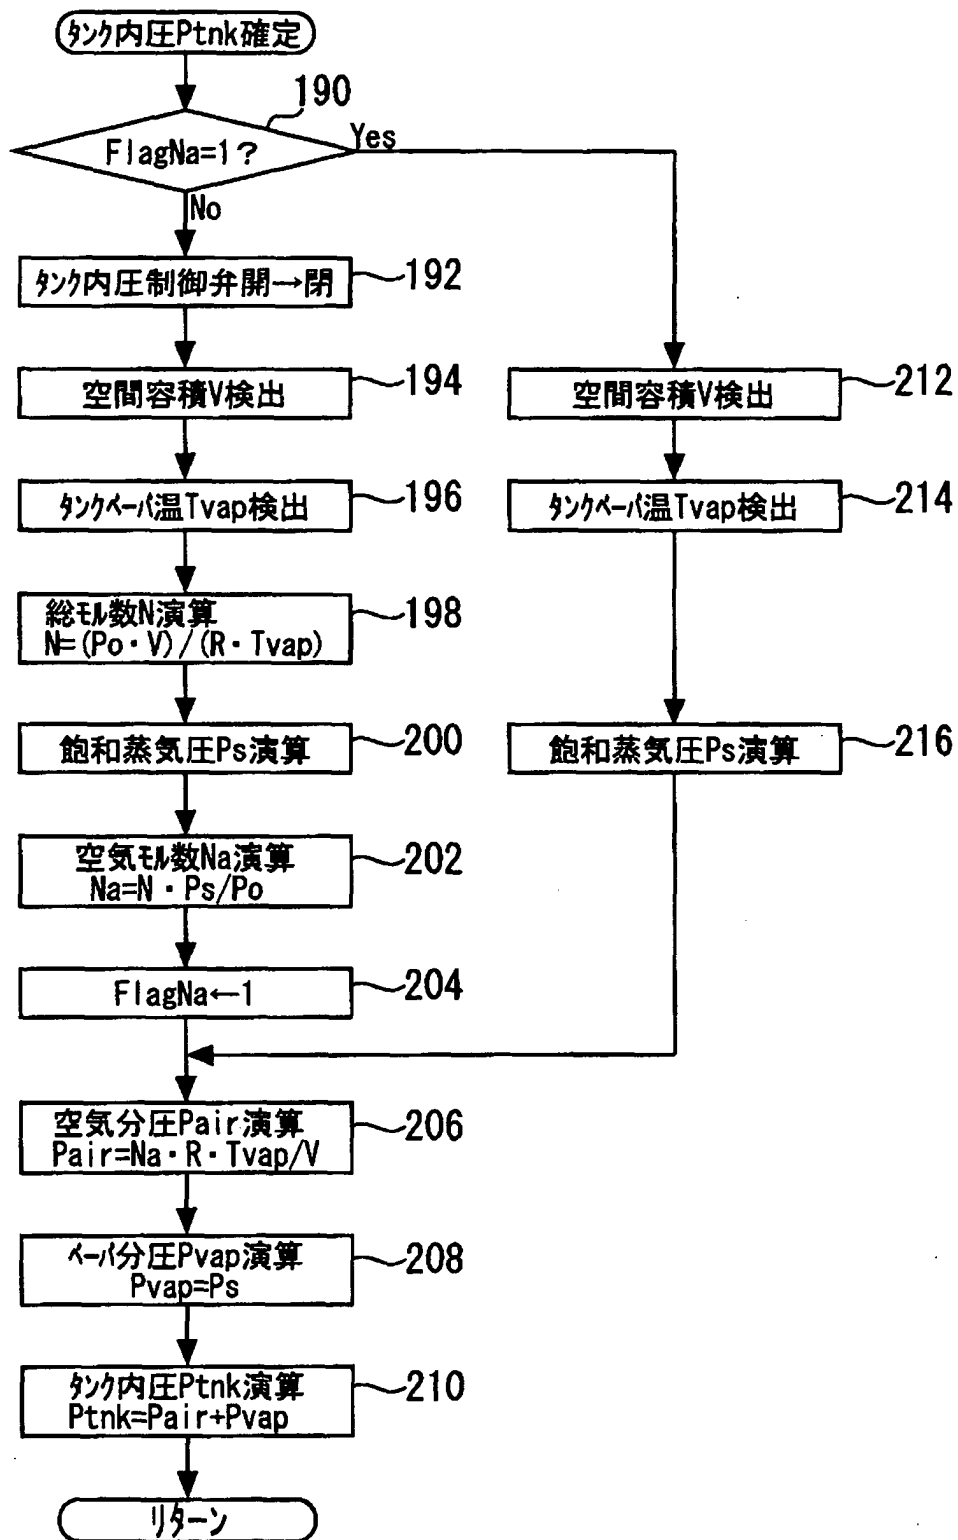 タンク内圧Ptnk確定
190
FlagNa=1?
Yes
No
タンク内圧制御弁開→閉
192
空間容積V検出
194
タンクベーパ温Tvap検出
196
総モル数N演算
N=(Po・V)/(R・Tvap)
198
飽和蒸気圧Ps演算
200
空気モル数Na演算
Na=N・Ps/Po
202
FlagNa←1
204
空間容積V検出
212
タンクベーパ温Tvap検出
214
飽和蒸気圧Ps演算
216
空気分圧Pair演算
Pair=Na・R・Tvap/V
206
ベーパ分圧Pvap演算
Pvap=Ps
208
タンク内圧Ptnk演算
Ptnk=Pair+Pvap
210
リターン